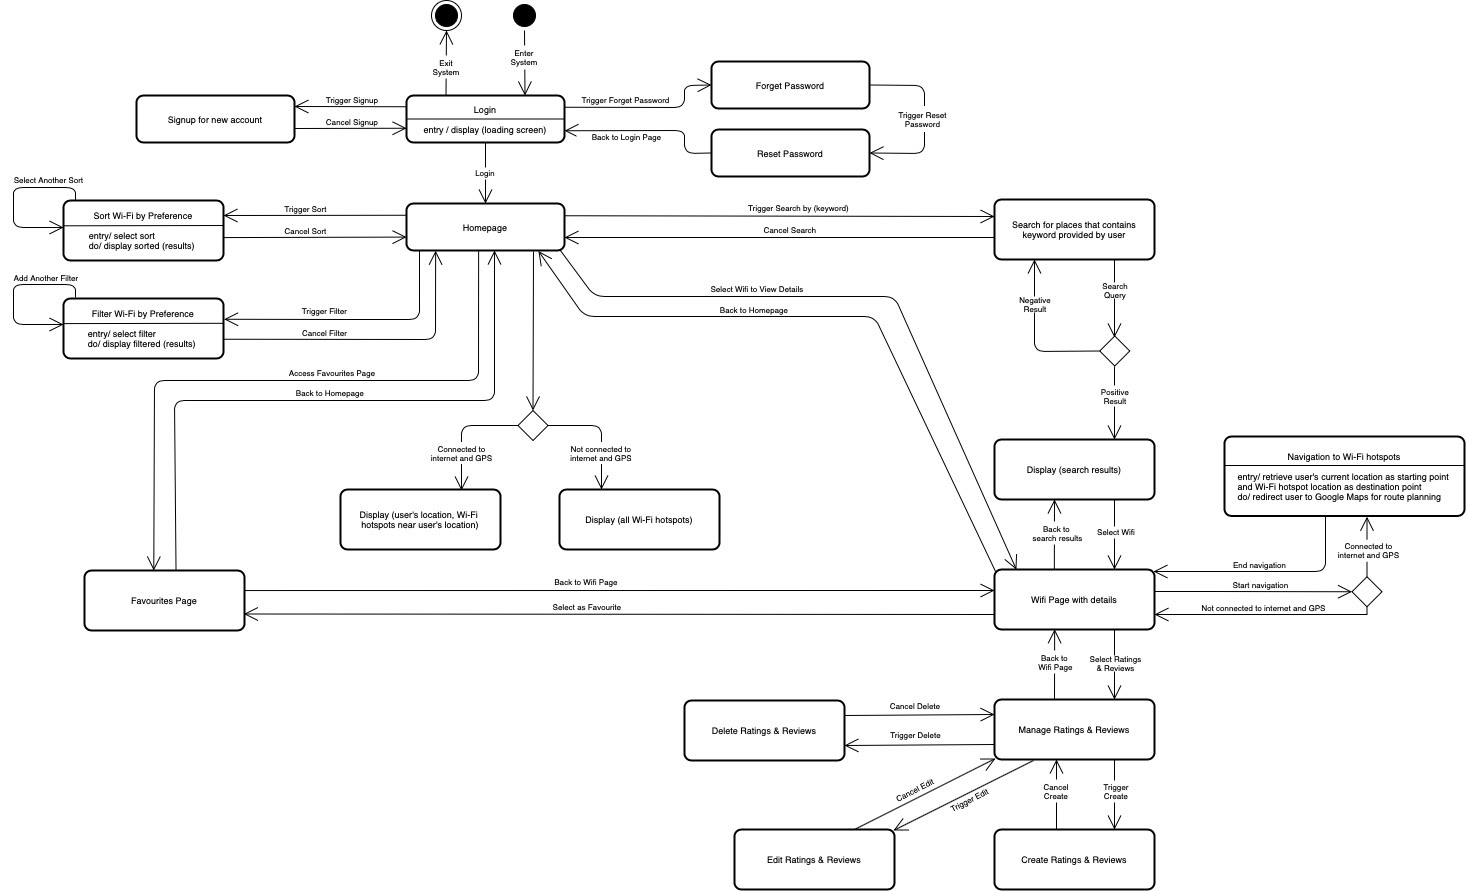 Exit
System
Enter
System
Signup for new account
Trigger Signup
Cancel Signup
Login
entry / display (loading screen)
Trigger Forget Password
Back to Login Page
Forget Password
Trigger Reset
Password
Reset Password
Login
Select Another Sort
Sort Wi-Fi by Preference
entry/ select sort
do/ display sorted (results)
Trigger Sort
Cancel Sort
Homepage
Trigger Search by (keyword)
Cancel Search
Search for places that contains
keyword provided by user
Add Another Filter
Filter Wi-Fi by Preference
entry/ select filter
do/ display filtered (results)
Trigger Filter
Cancel Filter
Select Wifi to View Details
Back to Homepage
Negative
Result
Search
Query
Access Favourites Page
Back to Homepage
Positive
Result
Connected to
internet and GPS
Not connected to
internet and GPS
Display (user's location, Wi-Fi
hotspots near user's location)
Display (all Wi-Fi hotspots)
Display (search results)
Navigation to Wi-Fi hotspots
entry/ retrieve user's current location as starting point
and Wi-Fi hotspot location as destination point
do/ redirect user to Google Maps for route planning
Back to
search results
Select Wifi
Connected to
internet and GPS
End navigation
Start navigation
Not connected to internet and GPS
Favourites Page
Back to Wifi Page
Select as Favourite
Wifi Page with details
Back to
Wifi Page
Select Ratings
& Reviews
Delete Ratings & Reviews
Cancel Delete
Trigger Delete
Manage Ratings & Reviews
Cancel Edit
Trigger Edit
Cancel
Create
Trigger
Create
Edit Ratings & Reviews
Create Ratings & Reviews